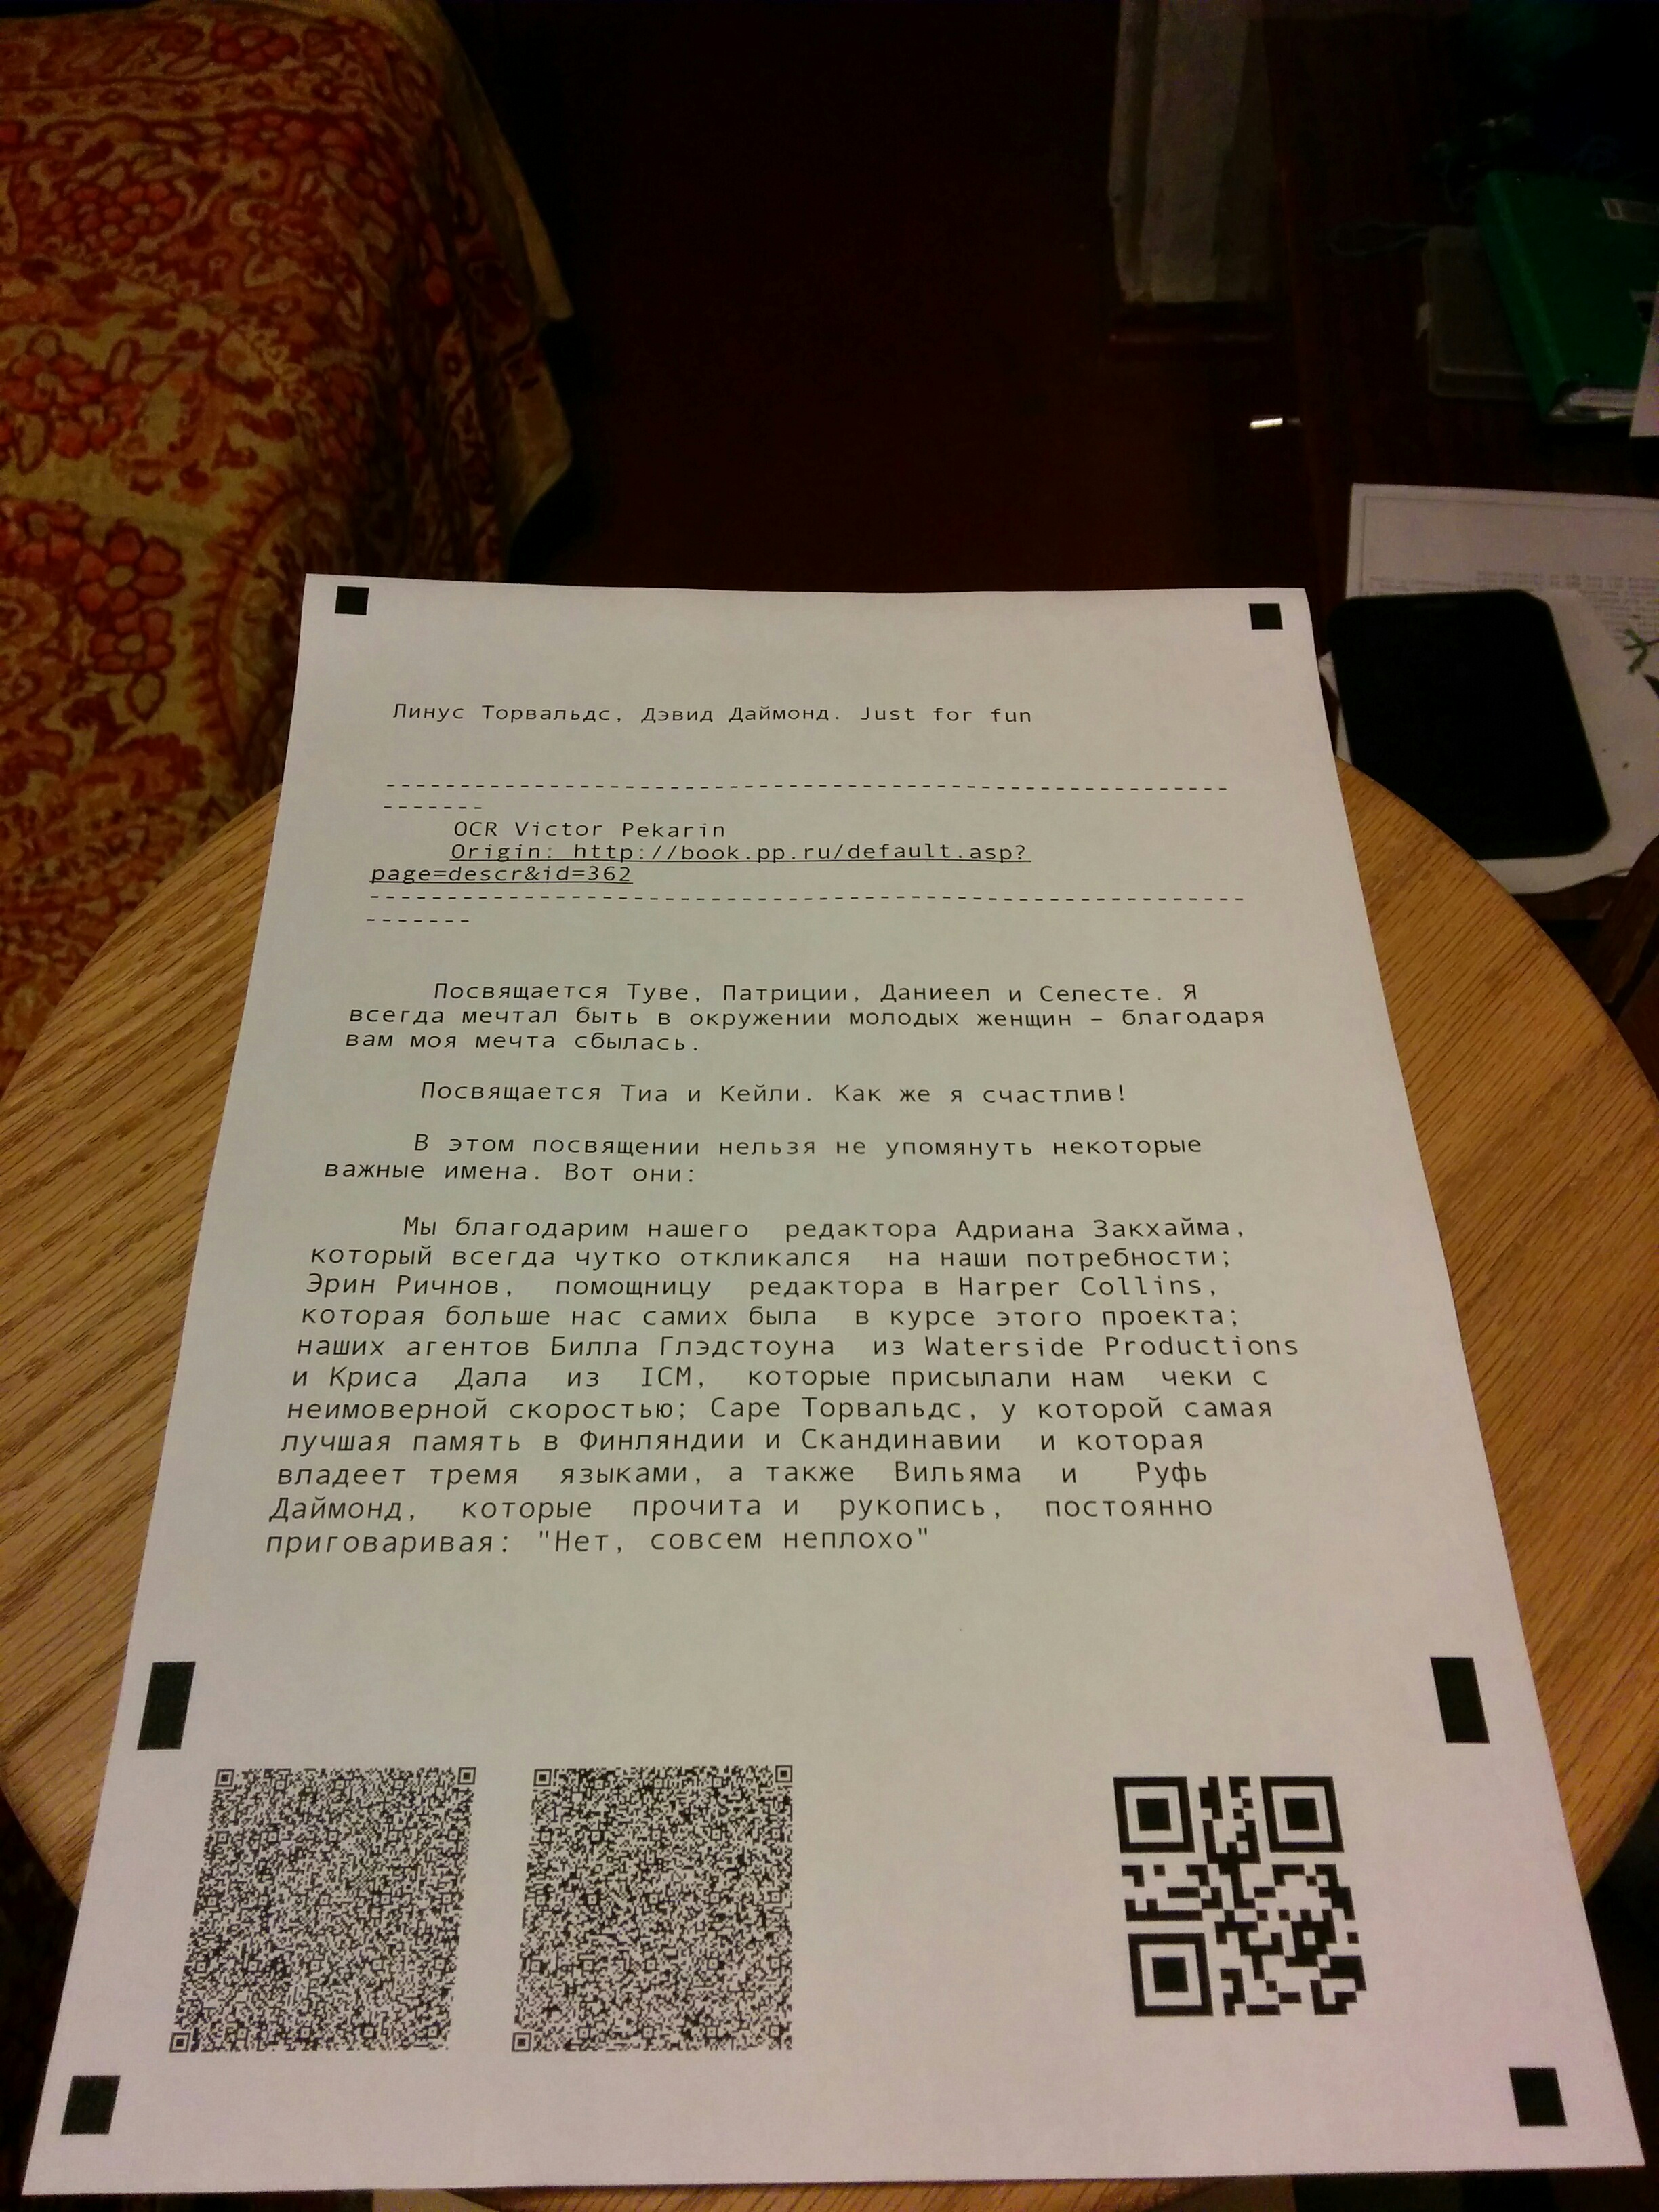 Линус Торвальдс, Дэвид Даймонд. Just for fun
---------------------------------------------------------
-------
OCR Victor Pekarin
Origin: http://book.pp.ru/default.asp?
page=descr&id=362
---------------------------------------------------------
-------
Посвящается Туве, Патриции, Даниеел и Селесте. Я
всегда мечтал быть в окружении молодых женщин – благодаря
вам моя мечта сбылась.
Посвящается Тиа и Кейли. Как же я счастлив!
В этом посвящении нельзя не упомянуть некоторые
важные имена. Вот они:
Мы благодарим нашего редактора Адриана Закхайма,
который всегда чутко откликался на наши потребности;
Эрин Ричнов, помощницу редактора в Harper Collins,
которая больше нас самих была в курсе этого проекта;
наших агентов Билла Глэдстоуна из Waterside Productions
и Криса Дала из ICM, которые присылали нам чеки с
неимоверной скоростью; Саре Торвальдс, у которой самая
лучшая память в Финляндии и Скандинавии и которая
владеет тремя языками, а также Вильяма и Руфь
Даймонд, которые прочита и рукопись, постоянно
приговаривая: "Нет, совсем неплохо"